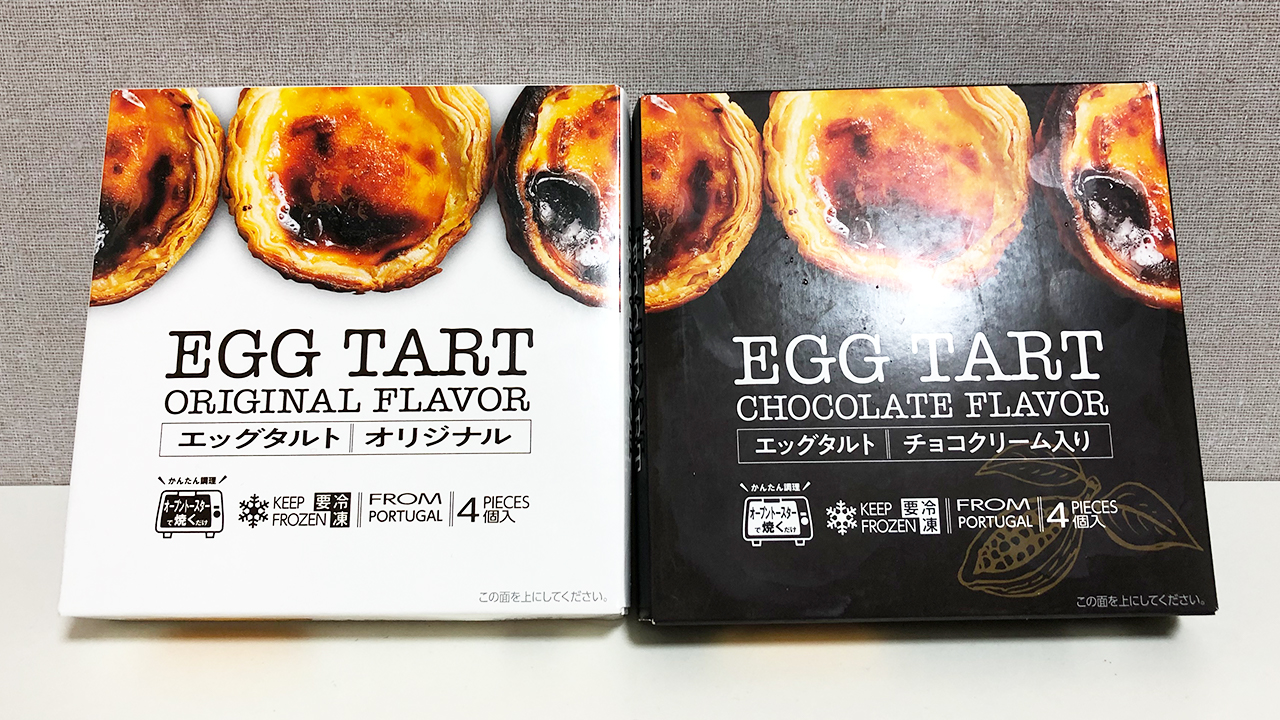 EGG TART
ORIGINAL FLAVOR
エッグタルト オリジナル
かんたん調理
オーブントースター
で焼くだけ
KEEP
FROZEN
要冷
凍
FROM
PORTUGAL
4 PIECES
個入
この面を上にしてください。
EGG TART
CHOCOLATE FLAVOR
エッグタルト チョコクリーム入り
かんたん調理
オーブントースター
で焼くだけ
KEEP
FROZEN
要冷
凍
FROM
PORTUGAL
4 PIECES
個入
この面を上にしてください。